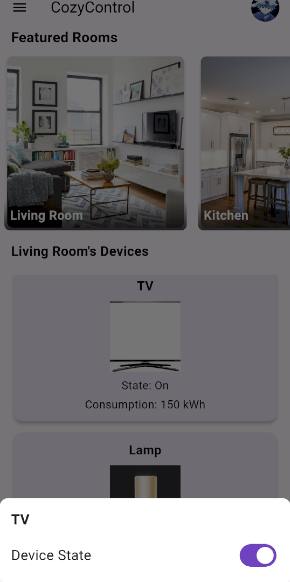 CozyControl
Featured Rooms
Living Room
Kitchen
Living Room's Devices
TV
State: On
Consumption: 150 kWh
Lamp
TV
Device State